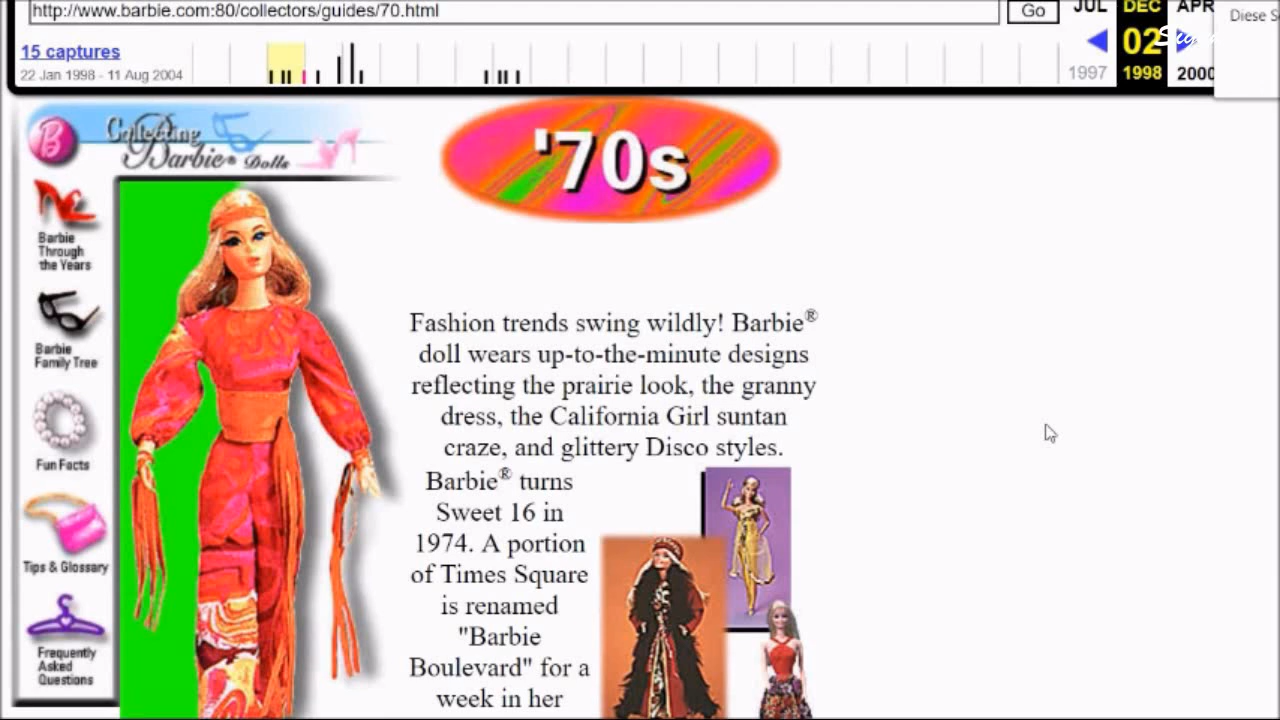 http://www.barbie.com:80/collectors/guides/70.html
Go
JUL DEC APR
Diese S
15 captures
02
22 Jan 1998 - 11 Aug 2004
1997 1998 2000
B
Collecting
Barbie® Dolls
'70s
Barbie
Through
the Years
Barbie
Family Tree
Fun Facts
Tips & Glossary
Frequently
Asked
Questions
Fashion trends swing wildly! Barbie®
doll wears up-to-the-minute designs
reflecting the prairie look, the granny
dress, the California Girl suntan
craze, and glittery Disco styles.
Barbie® turns
Sweet 16 in
1974. A portion
of Times Square
is renamed
"Barbie
Boulevard" for a
week in her